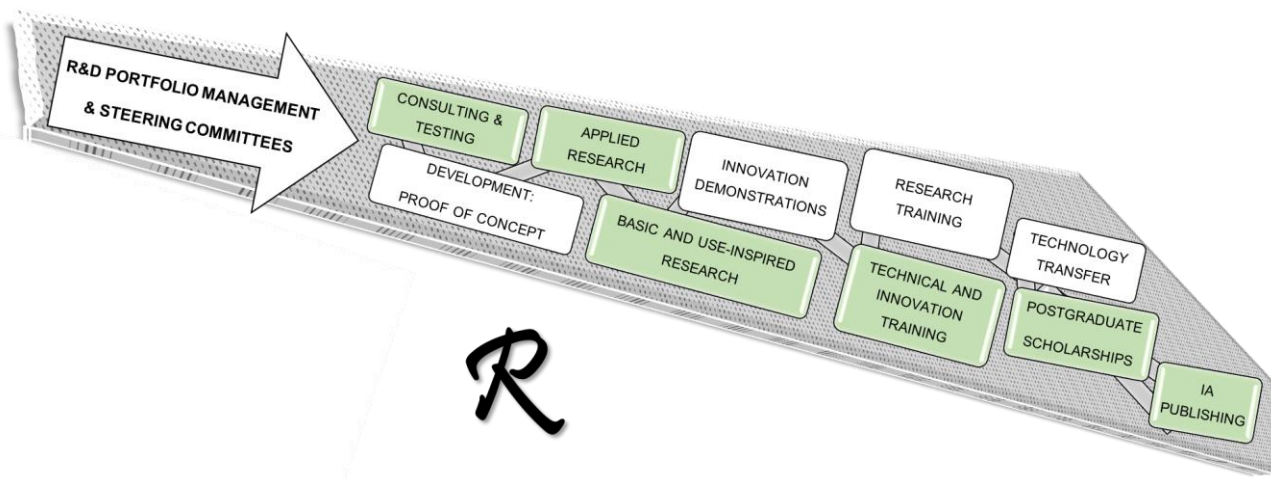 R&D PORTFOLIO MANAGEMENT
& STEERING COMMITTEES
CONSULTING &
TESTING
DEVELOPMENT:
PROOF OF CONCEPT
APPLIED
RESEARCH
BASIC AND USE-INSPIRED
RESEARCH
INNOVATION
DEMONSTRATIONS
TECHNICAL AND
INNOVATION
TRAINING
RESEARCH
TRAINING
TECHNOLOGY
TRANSFER
POSTGRADUATE
SCHOLARSHIPS
IA
PUBLISHING
R